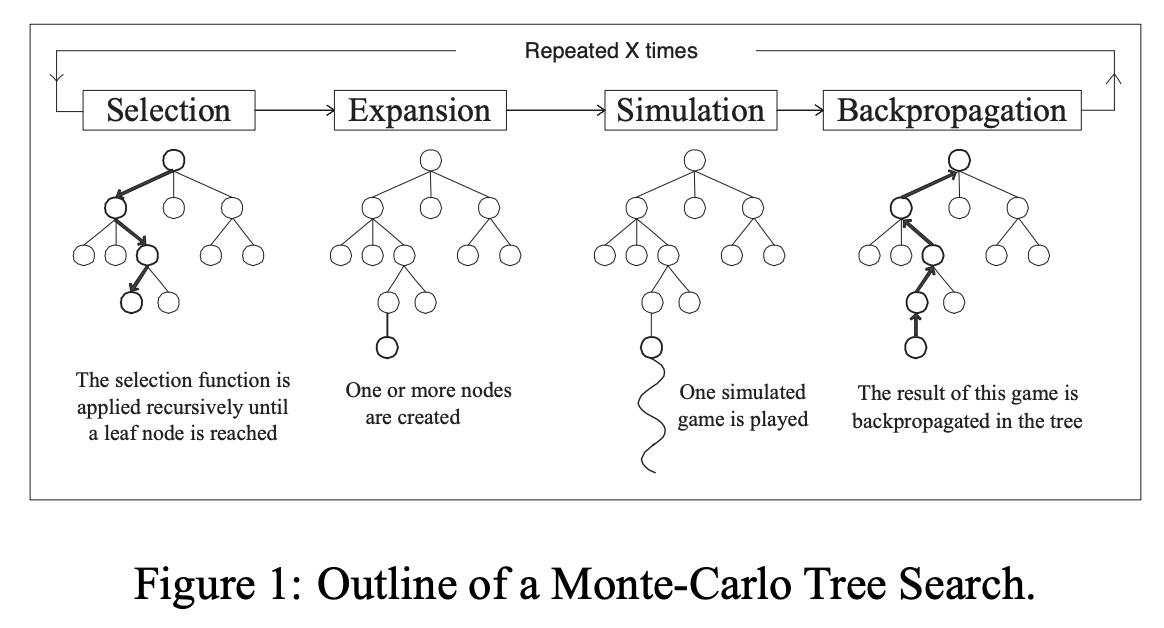 Repeated X times
Selection
Expansion
Simulation
Backpropagation
The selection function is
applied recursively until
a leaf node is reached
One or more nodes
are created
One simulated
game is played
The result of this game is
backpropagated in the tree
Figure 1: Outline of a Monte-Carlo Tree Search.